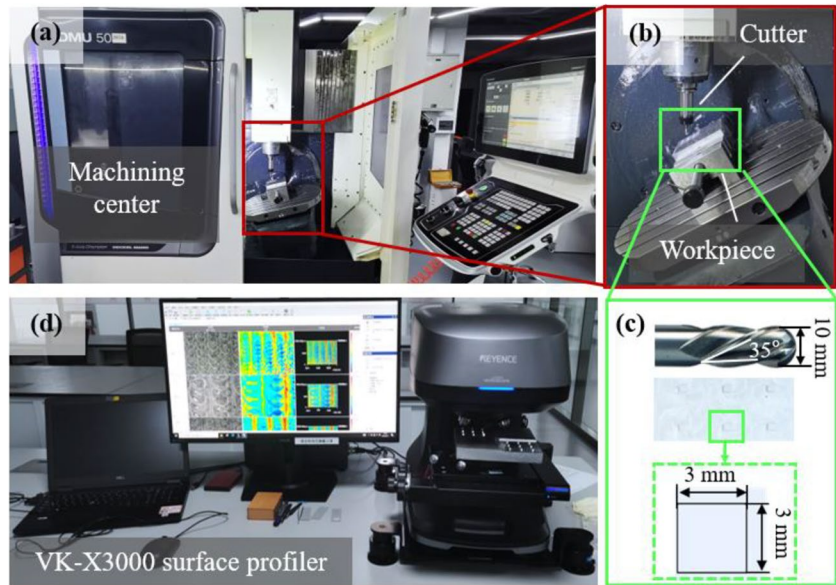 (a)
DMU 50
Machining
center
(b)
Cutter
Workpiece
(c)
35°
10 mm
3 mm
3 mm
(d)
KEYENCE
VK-X3000 surface profiler